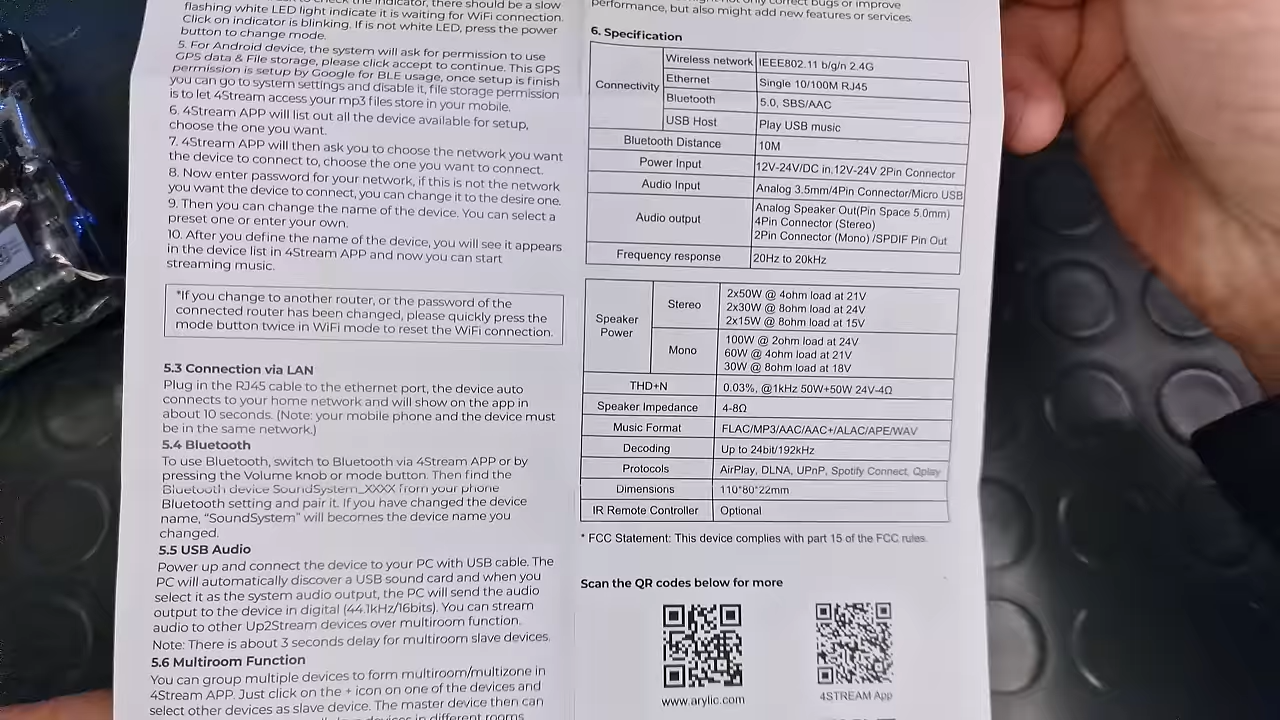 to check the indicator, there should be a slow
flashing white LED light indicate it is waiting for WiFi connection.
Click on indicator is blinking. If is not white LED, press the power
button to change mode.
5. For Android device, the system will ask for permission to use
GPS data & File storage, please click accept to continue. This GPS
permission is setup by Google for BLE usage, once setup is finish
you can go to system settings and disable it, file storage permission
is to let 4Stream access your mp3 files store in your mobile.
6. 4Stream APP will list out all the device available for setup,
choose the one you want.
7. 4Stream APP will then ask you to choose the network you want
the device to connect to, choose the one you want to connect.
8. Now enter password for your network, if this is not the network
you want the device to connect, you can change it to the desire one.
9. Then you can change the name of the device. You can select a
preset one or enter your own.
10. After you define the name of the device, you will see it appears
in the device list in 4Stream APP and now you can start
streaming music.
*If you change to another router, or the password of the
connected router has been changed, please quickly press the
mode button twice in WiFi mode to reset the WiFi connection.
5.3 Connection via LAN
Plug in the RJ45 cable to the ethernet port, the device auto
connects to your home network and will show on the app in
about 10 seconds. (Note: your mobile phone and the device must
be in the same network.)
5.4 Bluetooth
To use Bluetooth, switch to Bluetooth via 4Stream APP or by
pressing the Volume knob or mode button. Then find the
Bluetooth device SoundSystem_XXXX from your phone
Bluetooth setting and pair it. If you have changed the device
name, "SoundSystem" will becomes the device name you
changed.
5.5 USB Audio
Power up and connect the device to your PC with USB cable. The
PC will automatically discover a USB sound card and when you
select it as the system audio output, the PC will send the audio
output to the device in digital (44.1kHz/16bits). You can stream
audio to other Up2Stream devices over multiroom function.
Note: There is about 3 seconds delay for multiroom slave devices.
5.6 Multiroom Function
You can group multiple devices to form multiroom/multizone in
4Stream APP. Just click on the + icon on one of the devices and
select other devices as slave device. The master device then can
devices in different rooms
not only correct bugs or improve
performance, but also might add new features or services.
6. Specification
Connectivity
Wireless network IEEE802.11 b/g/n 2.4G
Ethernet Single 10/100M RJ45
Bluetooth 5.0, SBS/AAC
USB Host Play USB music
Bluetooth Distance 10M
Power Input 12V-24V/DC in.12V-24V 2Pin Connector
Audio Input Analog 3.5mm/4Pin Connector/Micro USB
Audio output
Analog Speaker Out(Pin Space 5.0mm)
4Pin Connector (Stereo)
2Pin Connector (Mono) /SPDIF Pin Out
Frequency response 20Hz to 20kHz
Speaker
Power
Stereo
2x50W @ 4ohm load at 21V
2x30W @ 8ohm load at 24V
2x15W @ 8ohm load at 15V
Mono
100W @ 2ohm load at 24V
60W @ 4ohm load at 21V
30W @ 8ohm load at 18V
THD+N 0.03%, @1kHz 50W+50W 24V-4Ω
Speaker Impedance 4-8Ω
Music Format FLAC/MP3/AAC/AAC+/ALAC/APE/WAV
Decoding Up to 24bit/192kHz
Protocols AirPlay, DLNA, UPnP, Spotify Connect, Qplay
Dimensions 110*80*22mm
IR Remote Controller Optional
* FCC Statement: This device complies with part 15 of the FCC rules.
Scan the QR codes below for more
www.arylic.com
4STREAM App